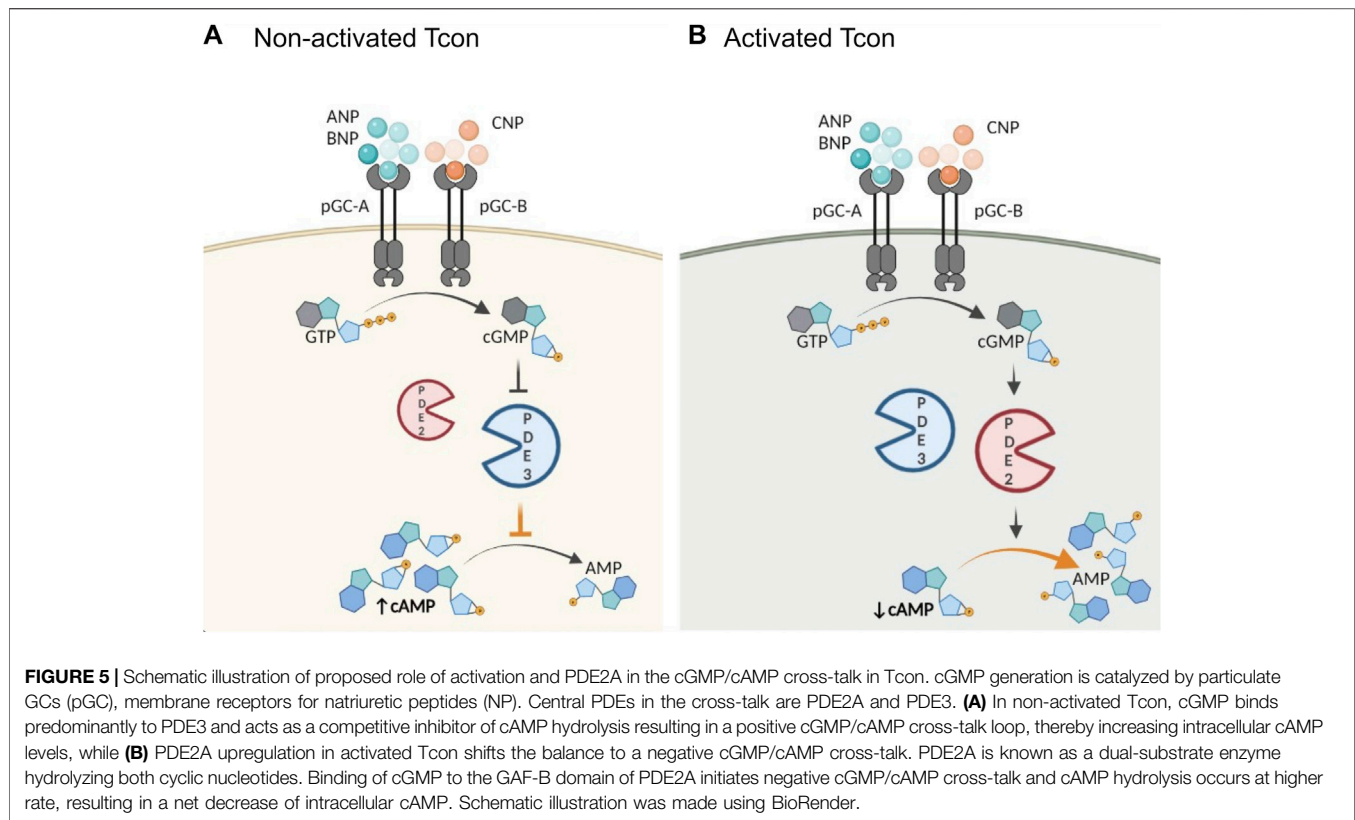 A Non-activated Tcon
ANP
BNP
CNP
pGC-A
pGC-B
GTP
cGMP
PDE2
PDE3
↑cAMP
AMP
B Activated Tcon
ANP
BNP
CNP
pGC-A
pGC-B
GTP
cGMP
PDE3
PDE2
↓cAMP
AMP
FIGURE 5 | Schematic illustration of proposed role of activation and PDE2A in the cGMP/cAMP cross-talk in Tcon. cGMP generation is catalyzed by particulate
GCs (pGC), membrane receptors for natriuretic peptides (NP). Central PDEs in the cross-talk are PDE2A and PDE3. (A) In non-activated Tcon, cGMP binds
predominantly to PDE3 and acts as a competitive inhibitor of cAMP hydrolysis resulting in a positive cGMP/cAMP cross-talk loop, thereby increasing intracellular cAMP
levels, while (B) PDE2A upregulation in activated Tcon shifts the balance to a negative cGMP/cAMP cross-talk. PDE2A is known as a dual-substrate enzyme
hydrolyzing both cyclic nucleotides. Binding of cGMP to the GAF-B domain of PDE2A initiates negative cGMP/cAMP cross-talk and cAMP hydrolysis occurs at higher
rate, resulting in a net decrease of intracellular cAMP. Schematic illustration was made using BioRender.